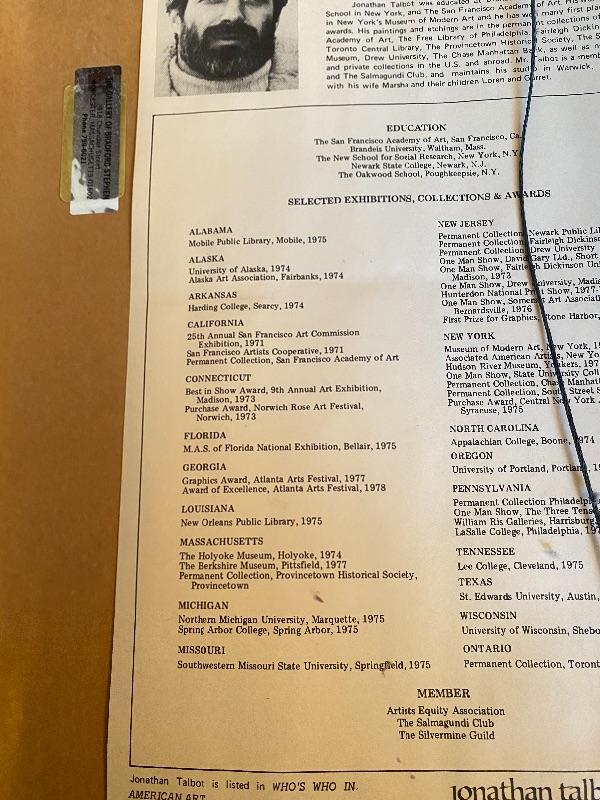 Jonathan Talbot was educated at
School in New York, and The San Francisco Academy of Art. His
in New York's Museum of Modern Art and he has won many first
awards. His paintings and etchings are in the permanent collections of
Academy of Art, The Free Library of Philadelphia, Fairleigh Dickinson
Toronto Central Library, The Provincetown Historical Society, The
Museum, Drew University, The Chase Manhattan Bank, as well as
and private collections in the U.S. and abroad. Mr. Talbot is a
and The Salmagundi Club, and maintains his studio in Warwick,
with his wife Marsha and their children Loren and Garret.
THE GALLERY OF BRADFORD STEPHENS
EDUCATION
The San Francisco Academy of Art, San Francisco, Ca.
Brandeis University, Waltham, Mass.
The New School for Social Research, New York, N.Y.
Newark State College, Newark, N.J.
The Oakwood School, Poughkeepsie, N.Y.
SELECTED EXHIBITIONS, COLLECTIONS & AWARDS
ALABAMA
Mobile Public Library, Mobile, 1975
ALASKA
University of Alaska, 1974
Alaska Art Association, Fairbanks, 1974
ARKANSAS
Harding College, Searcy, 1974
CALIFORNIA
25th Annual San Francisco Art Commission
Exhibition, 1971
San Francisco Artists Cooperative, 1971
Permanent Collection, San Francisco Academy of Art
CONNECTICUT
Best in Show Award, 9th Annual Art Exhibition,
Madison, 1973
Purchase Award, Norwich Rose Art Festival,
Norwich, 1973
FLORIDA
M.A.S. of Florida National Exhibition, Bellair, 1975
GEORGIA
Graphics Award, Atlanta Arts Festival, 1977
Award of Excellence, Atlanta Arts Festival, 1978
LOUISIANA
New Orleans Public Library, 1975
MASSACHUSETTS
The Holyoke Museum, Holyoke, 1974
The Berkshire Museum, Pittsfield, 1977
Permanent Collection, Provincetown Historical Society,
Provincetown
MICHIGAN
Northern Michigan University, Marquette, 1975
Spring Arbor College, Spring Arbor, 1975
MISSOURI
Southwestern Missouri State University, Springfield, 1975
NEW JERSEY
Permanent Collection Newark Public
Permanent Collection Fairleigh
Permanent Collection Drew University
One Man Show, David Gary Ltd., Short
One Man Show, Fairleigh Dickinson
Madison, 1973
One Man Show, Drew University,
Hunterdon National Print Show,
One Man Show, Somerset Art
Bernardsville, 1976
First Prize for Graphics, Stone Harbor,
NEW YORK
Museum of Modern Art, New York,
Associated American Artists, New
Hudson River Museum, Yonkers,
One Man Show, State University
Permanent Collection, Chase
Permanent Collection, South Street
Purchase Award, Central New York
Syracuse, 1975
NORTH CAROLINA
Appalachian College, Boone, 1974
OREGON
University of Portland, Portland,
PENNSYLVANIA
Permanent Collection
One Man Show, The Three
William Ris Galleries, Harrisburg,
LaSalle College, Philadelphia,
TENNESSEE
Lee College, Cleveland, 1975
TEXAS
St. Edwards University, Austin,
WISCONSIN
University of Wisconsin,
ONTARIO
Permanent Collection,
MEMBER
Artists Equity Association
The Salmagundi Club
The Silvermine Guild
Jonathan Talbot is listed in WHO'S WHO IN
AMERICAN ART
jonathan